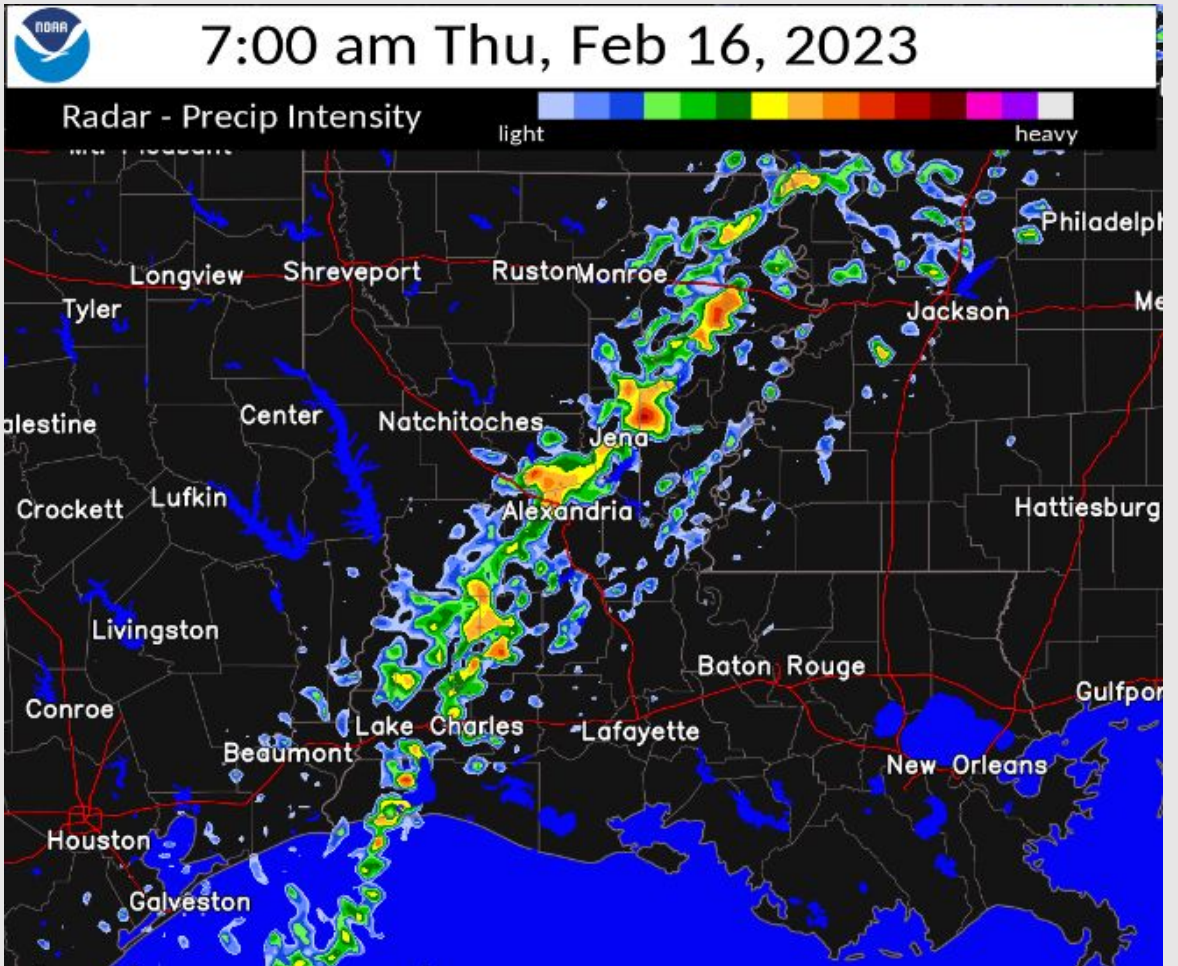 NOAA
7:00 am Thu, Feb 16, 2023
Radar - Precip Intensity
light
heavy
Mt. Pleasant
Philadelph
Longview
Shreveport
Ruston
Monroe
Tyler
Jackson
Me
Center
Natchitoches
alestine
Jena
Lufkin
Crockett
Alexandria
Hattiesburg
Livingston
Baton Rouge
Gulfpor
Conroe
Lake Charles
Lafayette
Beaumont
New Orleans
Houston
Galveston